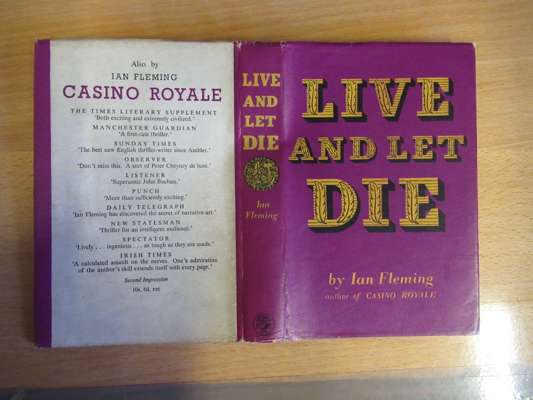 Also by
IAN FLEMING
CASINO ROYALE
THE TIMES LITERARY SUPPLEMENT
'Both exciting and extremely civilized.'
MANCHESTER GUARDIAN
'A first-rate thriller.'
SUNDAY TIMES
'The best new English thriller-writer since Ambler.'
OBSERVER
'Don't miss this. A sort of Peter Cheyney de luxe.'
LISTENER
'Supersonic John Buchan.'
PUNCH
'More than sufficiently exciting.'
DAILY TELEGRAPH
'Ian Fleming has discovered the secret of narrative art.'
NEW STATESMAN
'Thriller for an intelligent audience.'
SPECTATOR
'Lively . . . ingenious . . . as tough as they are made.'
IRISH TIMES
'A calculated assault on the nerves. One's admiration
of the author's skill extends itself with every page.'
Second Impression
10s. 6d. net
LIVE
AND
LET
DIE
Ian
Fleming
LIVE
AND LET
DIE
by Ian Fleming
author of CASINO ROYALE